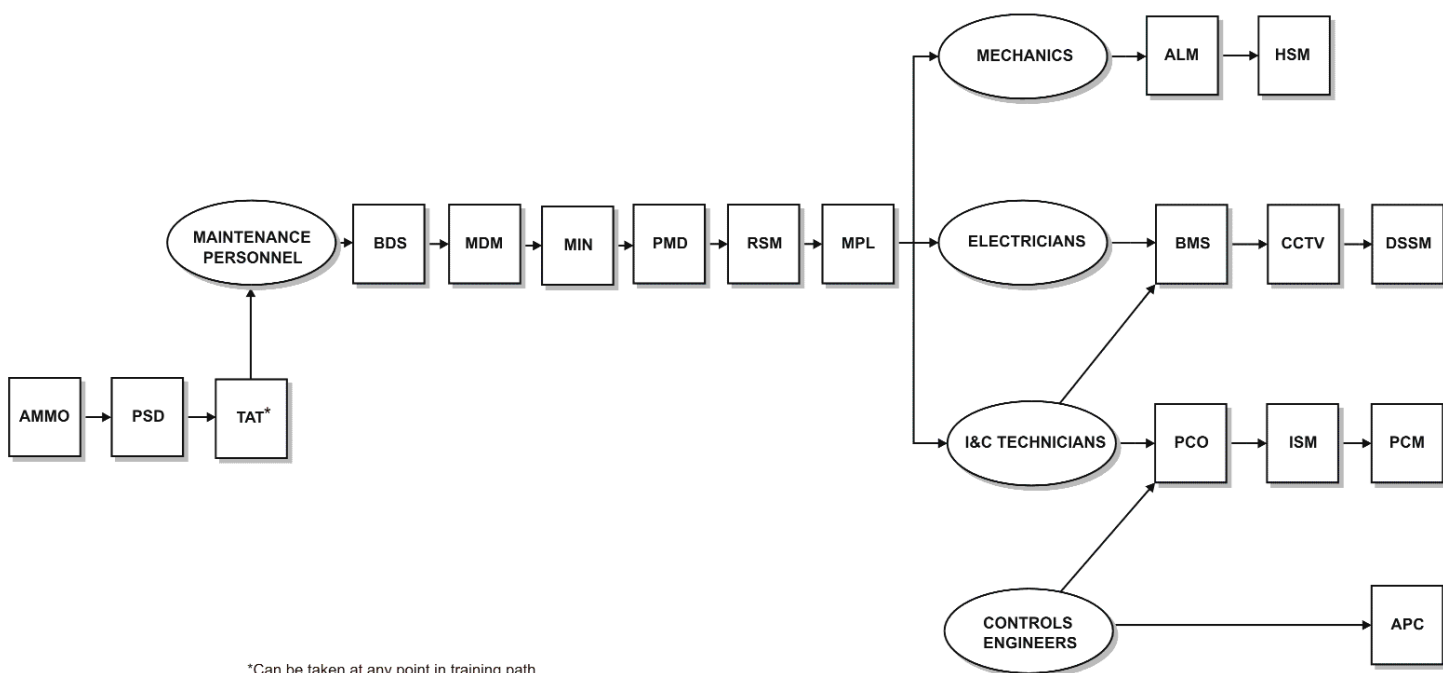 MECHANICS
ALM
HSM
MAINTENANCE
PERSONNEL
BDS
MDM
MIN
PMD
RSM
MPL
ELECTRICIANS
BMS
CCTV
DSSM
AMMO
PSD
TAT*
I&C TECHNICIANS
PCO
ISM
PCM
CONTROLS
ENGINEERS
APC
*Can be taken at any point in training path